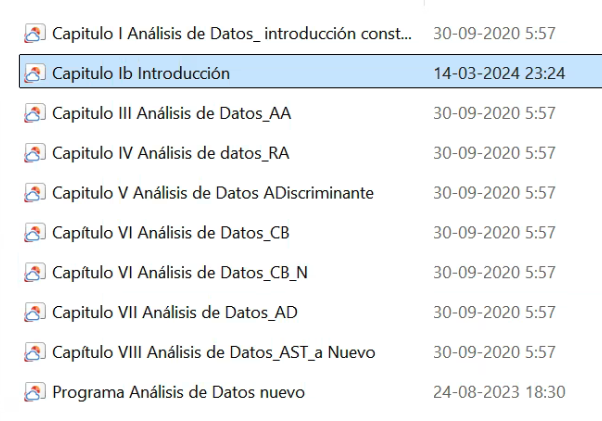 Capitulo I Análisis de Datos_ introducción const... 30-09-2020 5:57
Capitulo Ib Introducción 14-03-2024 23:24
Capitulo III Análisis de Datos_AA 30-09-2020 5:57
Capitulo IV Análisis de datos_RA 30-09-2020 5:57
Capitulo V Análisis de Datos ADiscriminante 30-09-2020 5:57
Capítulo VI Análisis de Datos_CB 30-09-2020 5:57
Capítulo VI Análisis de Datos_CB_N 30-09-2020 5:57
Capitulo VII Análisis de Datos_AD 30-09-2020 5:57
Capítulo VIII Análisis de Datos_AST_a Nuevo 30-09-2020 5:57
Programa Análisis de Datos nuevo 24-08-2023 18:30